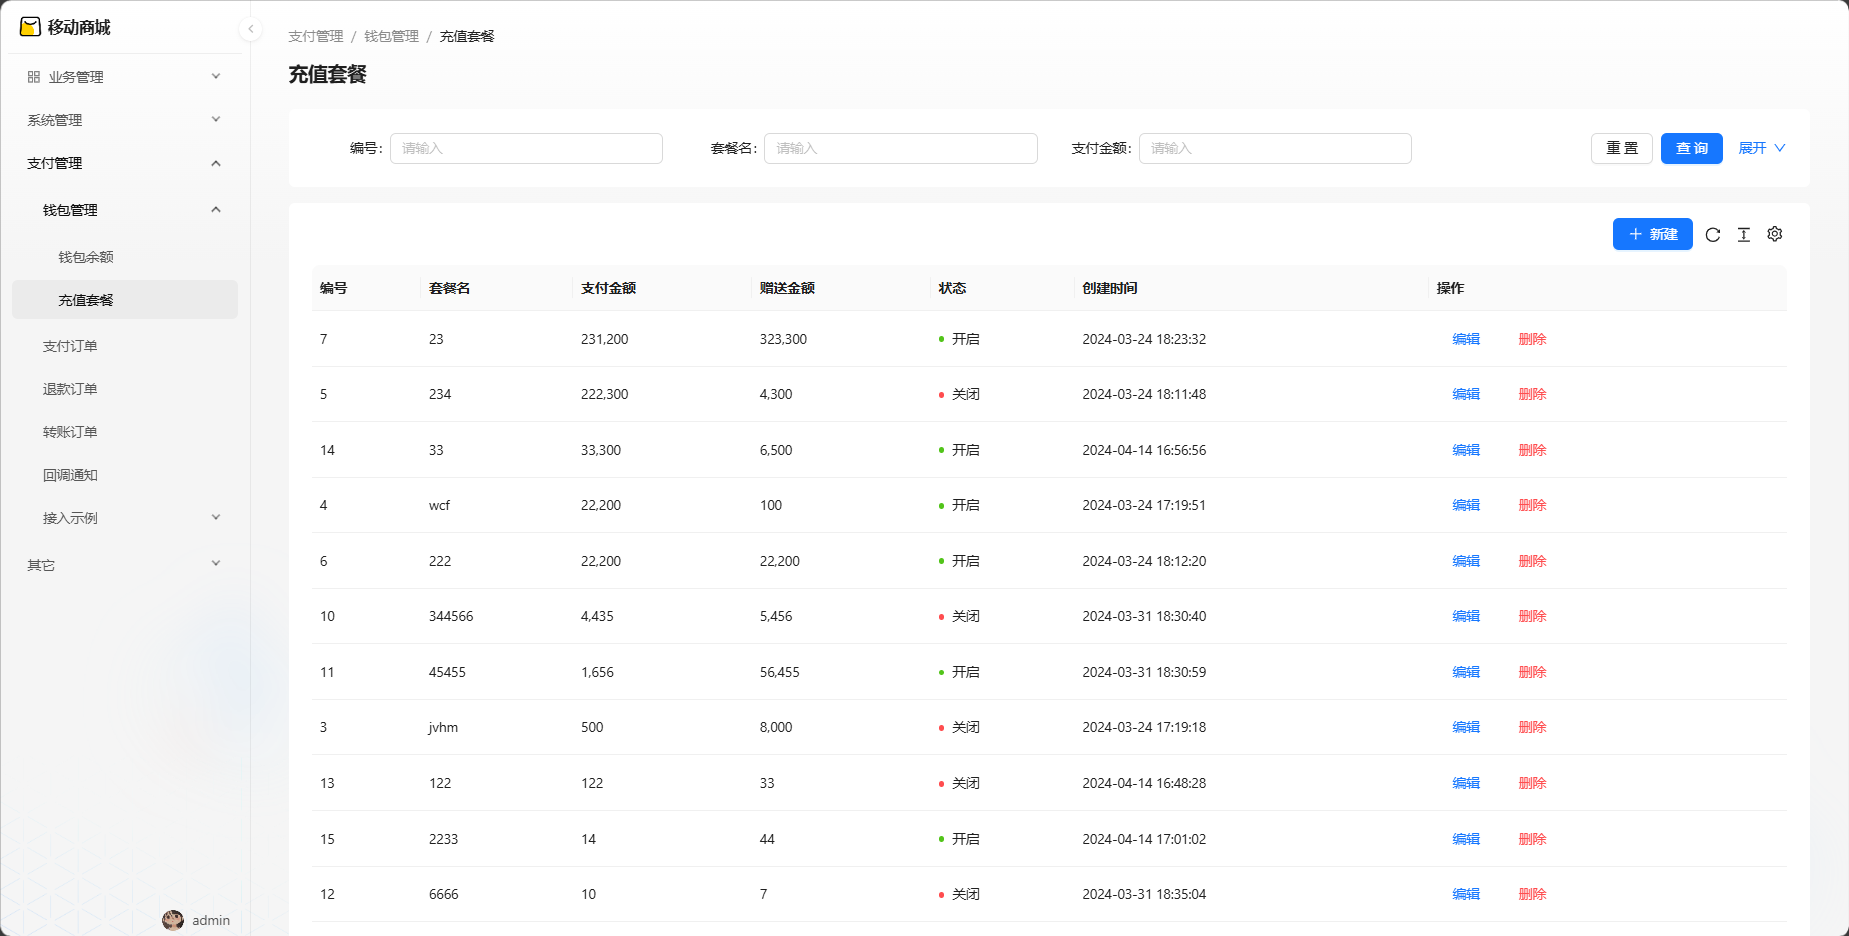 移动商城
业务管理
系统管理
支付管理
钱包管理
钱包余额
充值套餐
支付订单
退款订单
转账订单
回调通知
接入示例
其它
admin
支付管理 / 钱包管理 / 充值套餐
充值套餐
编号: 请输入 套餐名: 请输入 支付金额: 请输入 重 置 查 询 展开
新建
编号 套餐名 支付金额 赠送金额 状态 创建时间 操作
7 23 231,200 323,300 开启 2024-03-24 18:23:32 编辑 删除
5 234 222,300 4,300 关闭 2024-03-24 18:11:48 编辑 删除
14 33 33,300 6,500 开启 2024-04-14 16:56:56 编辑 删除
4 wcf 22,200 100 开启 2024-03-24 17:19:51 编辑 删除
6 222 22,200 22,200 开启 2024-03-24 18:12:20 编辑 删除
10 344566 4,435 5,456 关闭 2024-03-31 18:30:40 编辑 删除
11 45455 1,656 56,455 开启 2024-03-31 18:30:59 编辑 删除
3 jvhm 500 8,000 关闭 2024-03-24 17:19:18 编辑 删除
13 122 122 33 关闭 2024-04-14 16:48:28 编辑 删除
15 2233 14 44 开启 2024-04-14 17:01:02 编辑 删除
12 6666 10 7 关闭 2024-03-31 18:35:04 编辑 删除